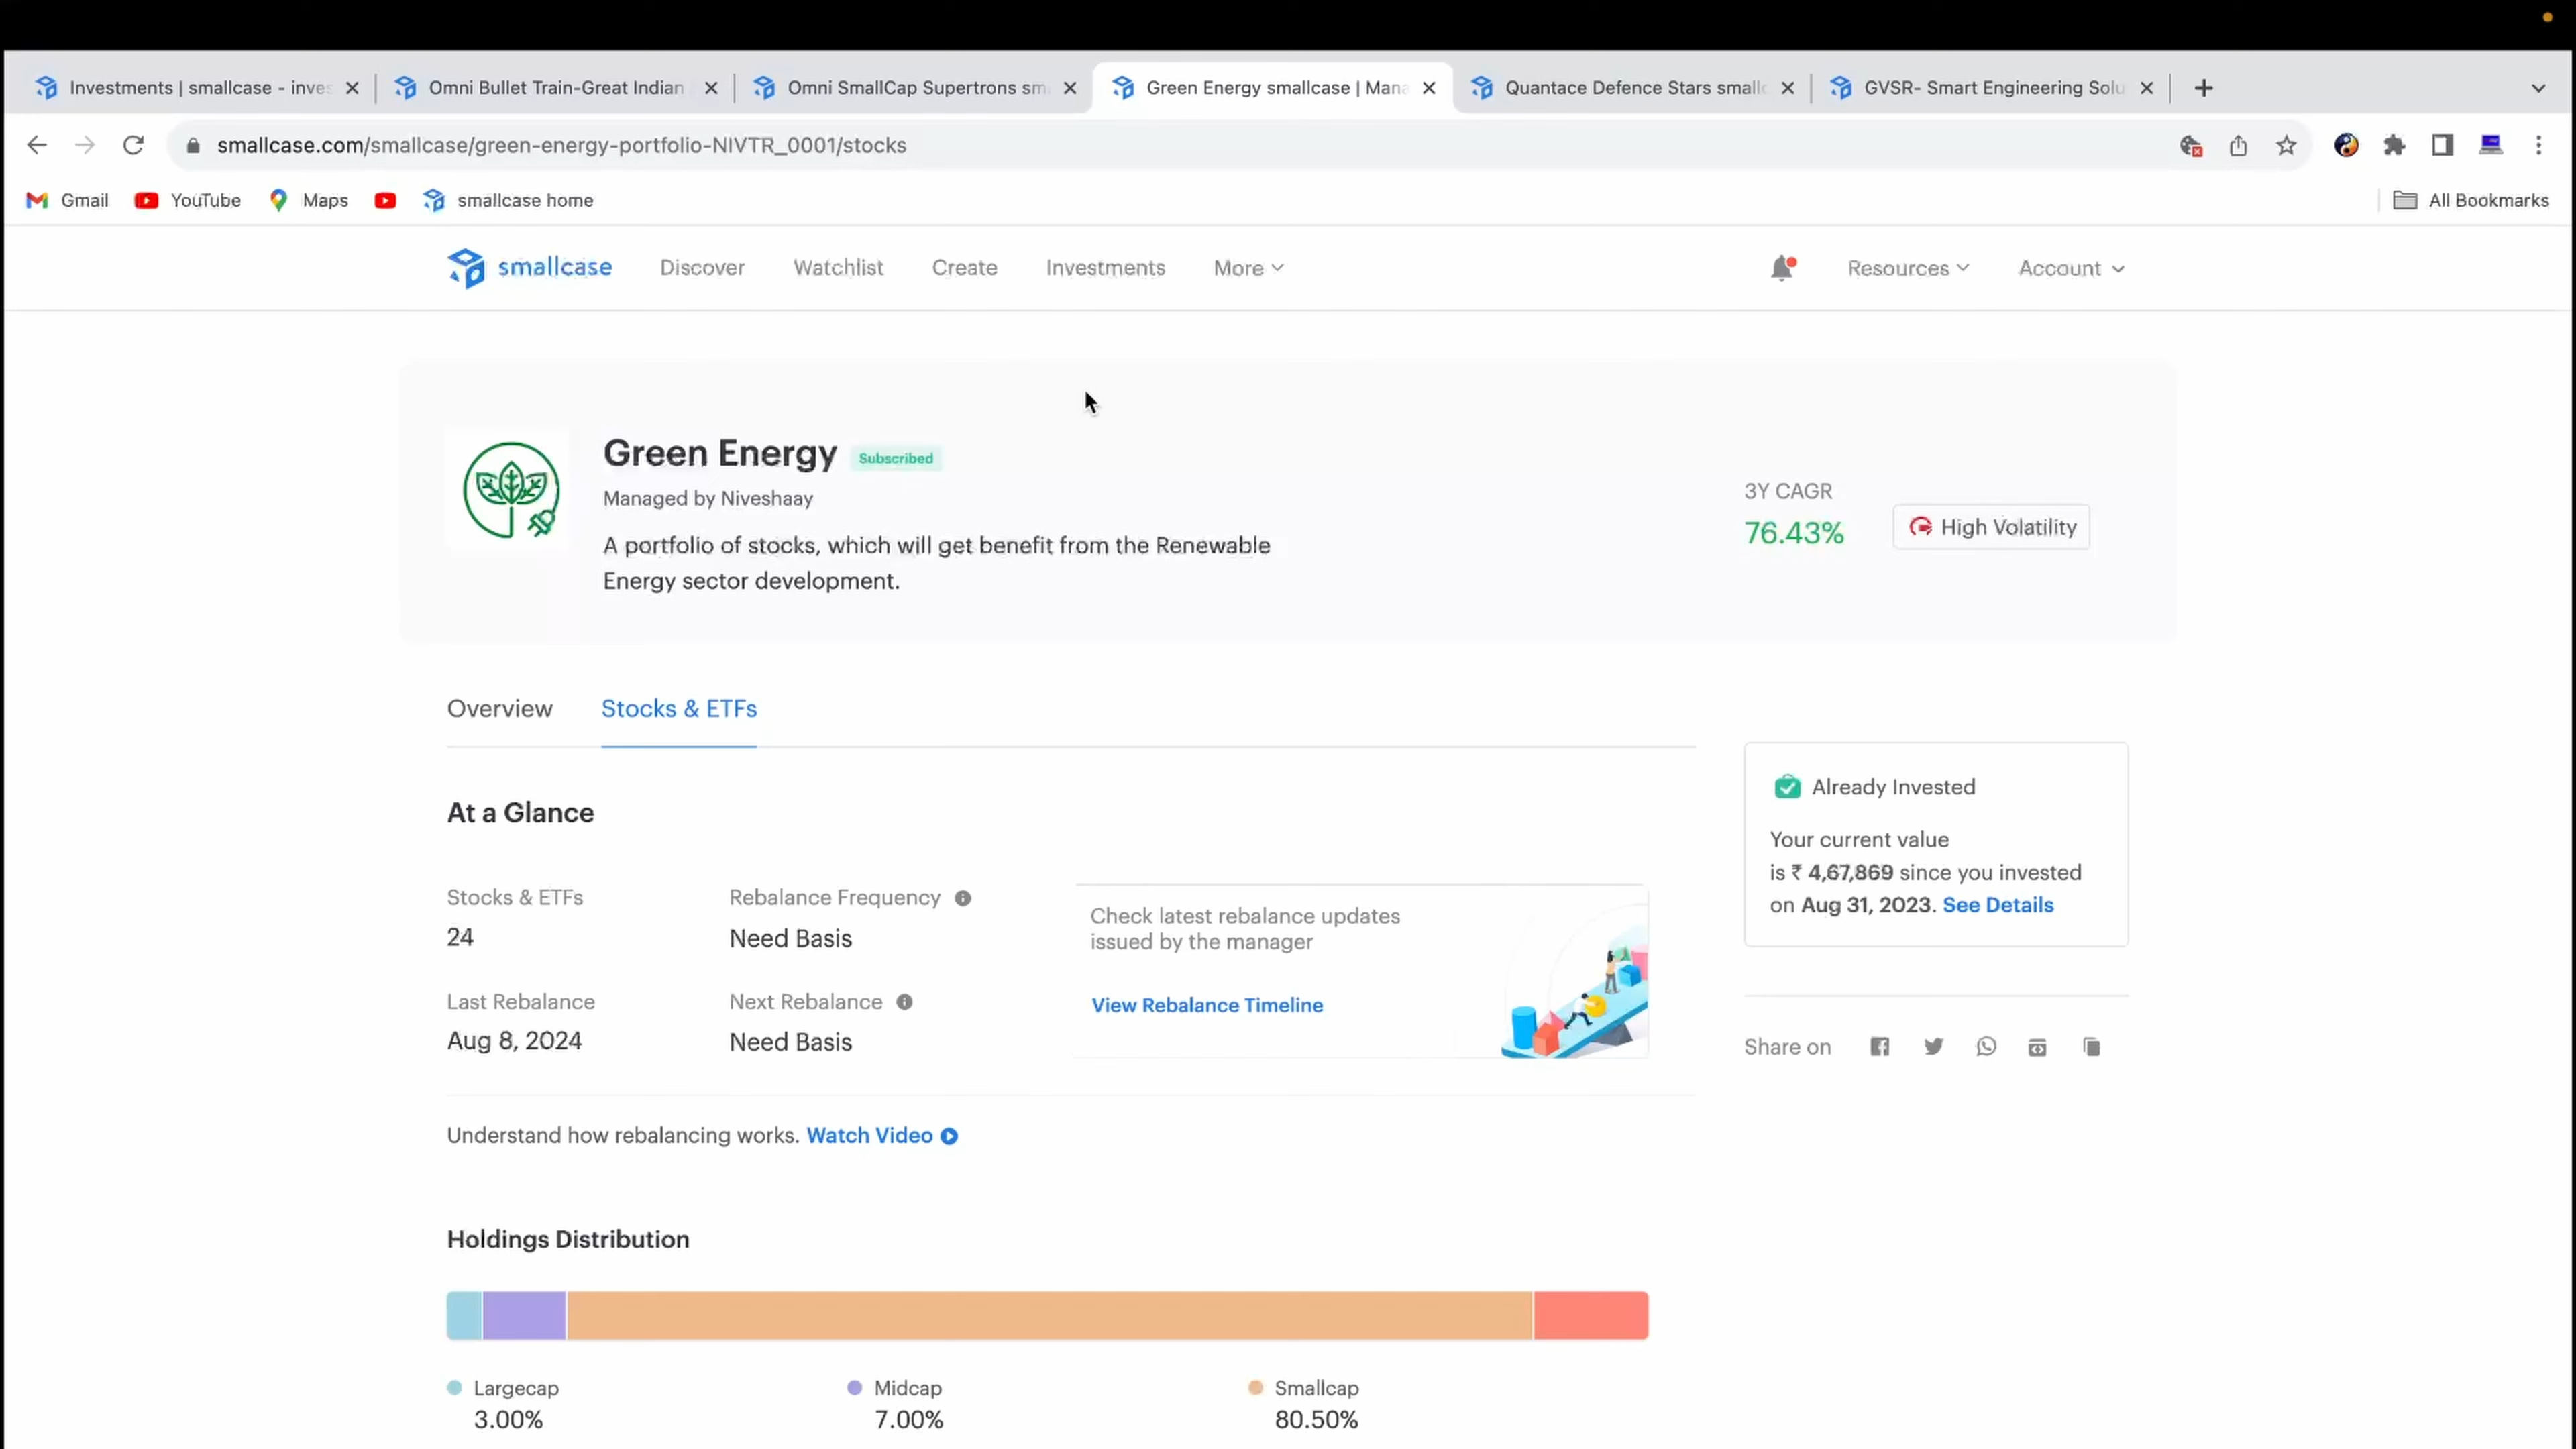 Investments | smallcase - inves
Omni Bullet Train-Great Indian
Omni SmallCap Supertrons sm
Green Energy smallcase | Mana
Quantace Defence Stars smallc
GVSR- Smart Engineering Solu
smallcase.com/smallcase/green-energy-portfolio-NIVTR_0001/stocks
Gmail
YouTube
Maps
smallcase home
All Bookmarks
smallcase
Discover
Watchlist
Create
Investments
More
Resources
Account
Green Energy
Subscribed
Managed by Niveshaay
A portfolio of stocks, which will get benefit from the Renewable
Energy sector development.
3Y CAGR
76.43%
High Volatility
Overview
Stocks & ETFs
At a Glance
Stocks & ETFs
24
Rebalance Frequency
Need Basis
Last Rebalance
Aug 8, 2024
Next Rebalance
Need Basis
Check latest rebalance updates
issued by the manager
View Rebalance Timeline
Already Invested
Your current value
is ₹ 4,67,869 since you invested
on Aug 31, 2023. See Details
Share on
Understand how rebalancing works. Watch Video
Holdings Distribution
Largecap
3.00%
Midcap
7.00%
Smallcap
80.50%